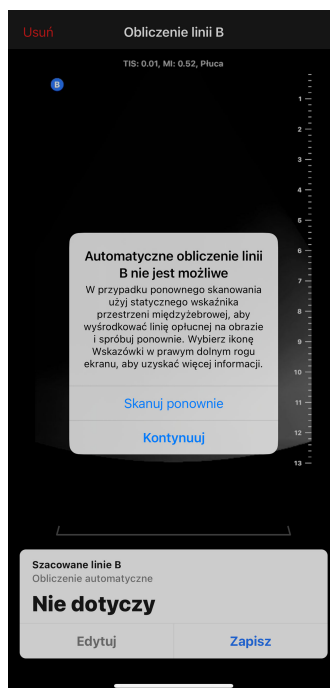 Usuń
Obliczenie linii B
TIS: 0.01, MI: 0.52, Płuca
B
1
2
3
4
5
6
7
8
9
10
11
12
13
Automatyczne obliczenie linii
B nie jest możliwe
W przypadku ponownego skanowania
użyj statycznego wskaźnika
przestrzeni międzyżebrowej, aby
wyśrodkować linię opłucnej na obrazie
i spróbuj ponownie. Wybierz ikonę
Wskazówki w prawym dolnym rogu
ekranu, aby uzyskać więcej informacji.
Skanuj ponownie
Kontynuuj
Szacowane linie B
Obliczenie automatyczne
Nie dotyczy
Edytuj
Zapisz